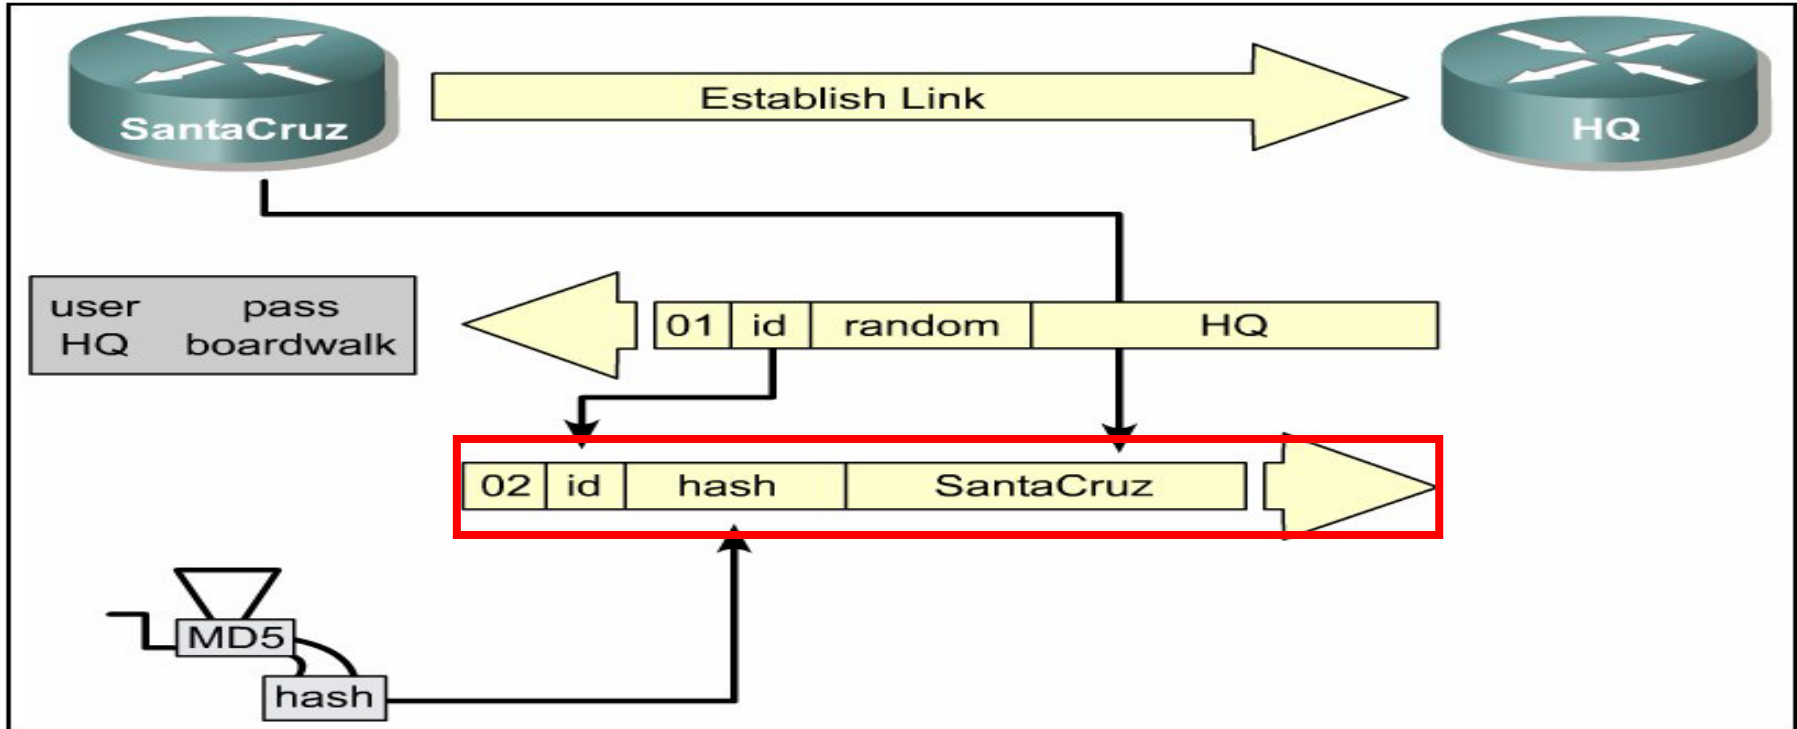 Establish Link
SantaCruz
HQ
user pass
HQ boardwalk
01 id random HQ
02 id hash SantaCruz
MD5
hash